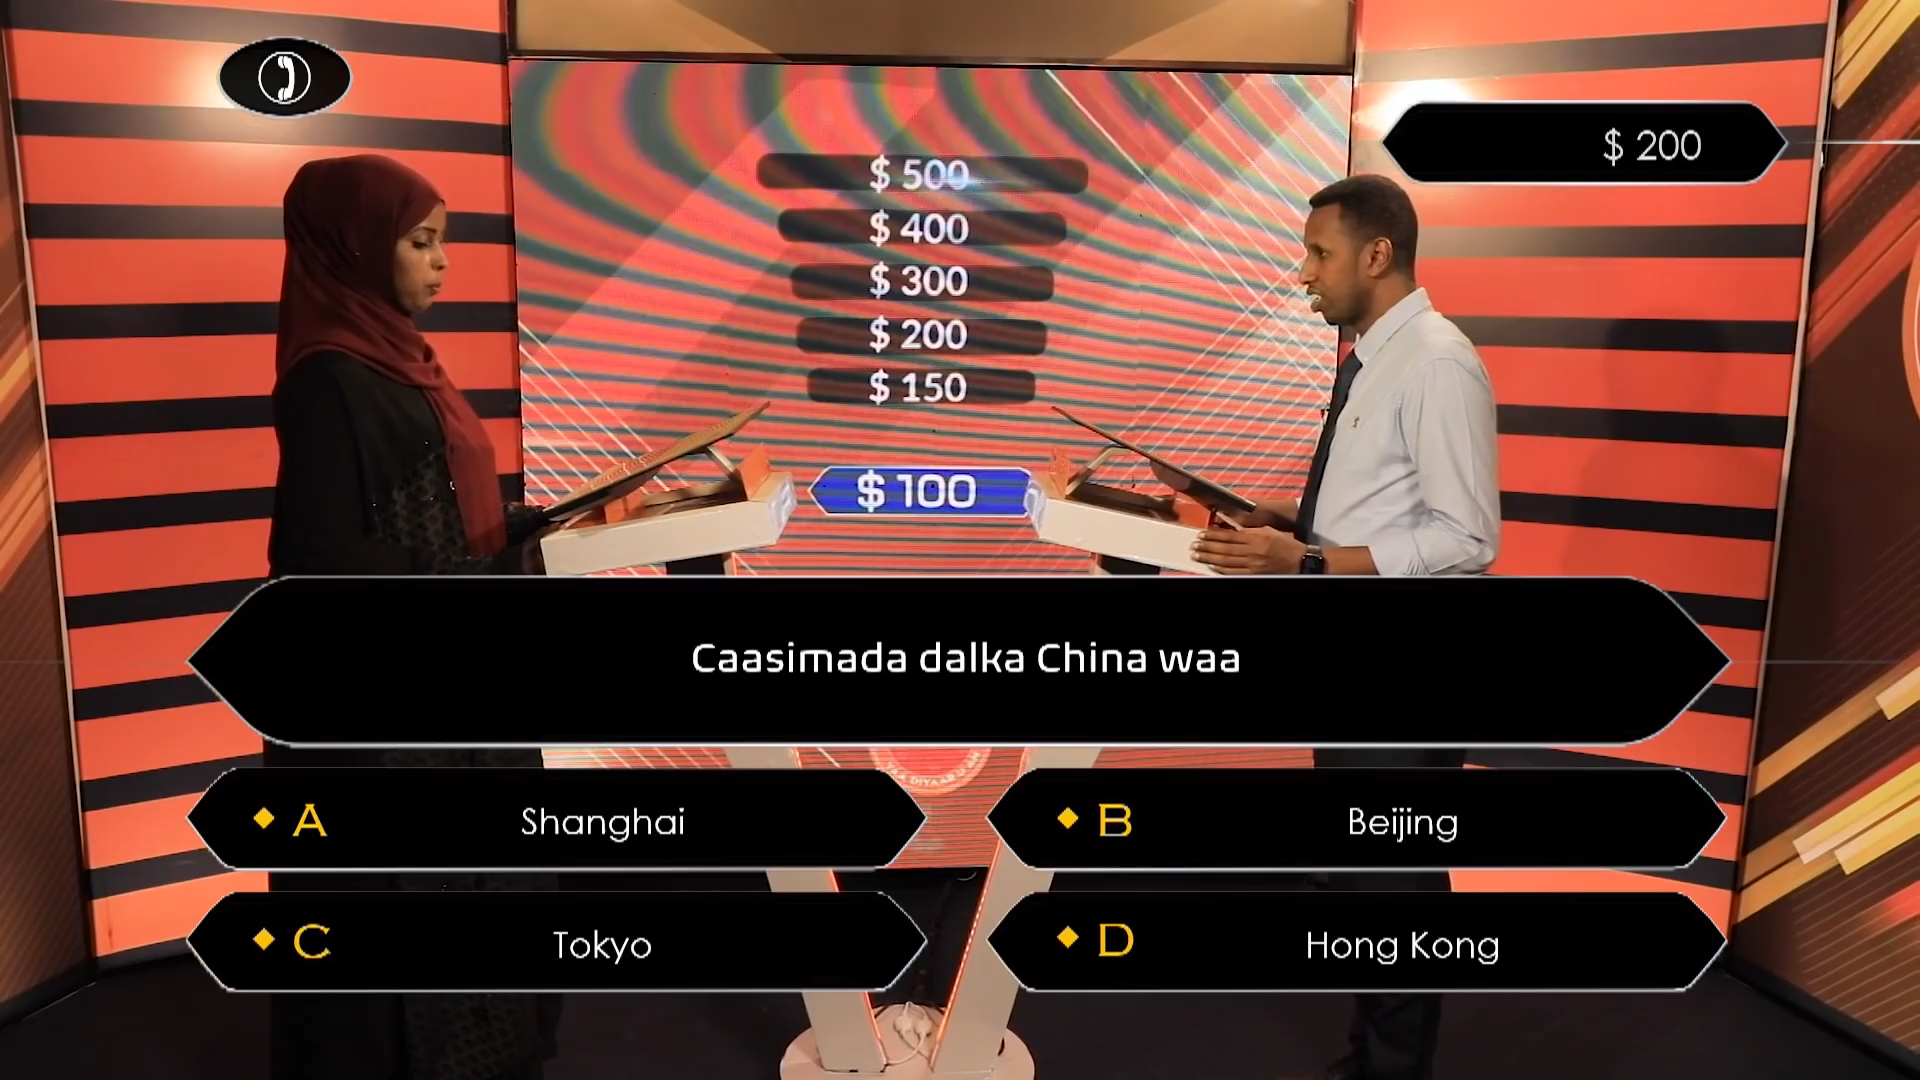 $ 200
$ 500
$ 400
$ 300
$ 200
$ 150
$ 100
Caasimada dalka China waa
A Shanghai
B Beijing
C Tokyo
D Hong Kong